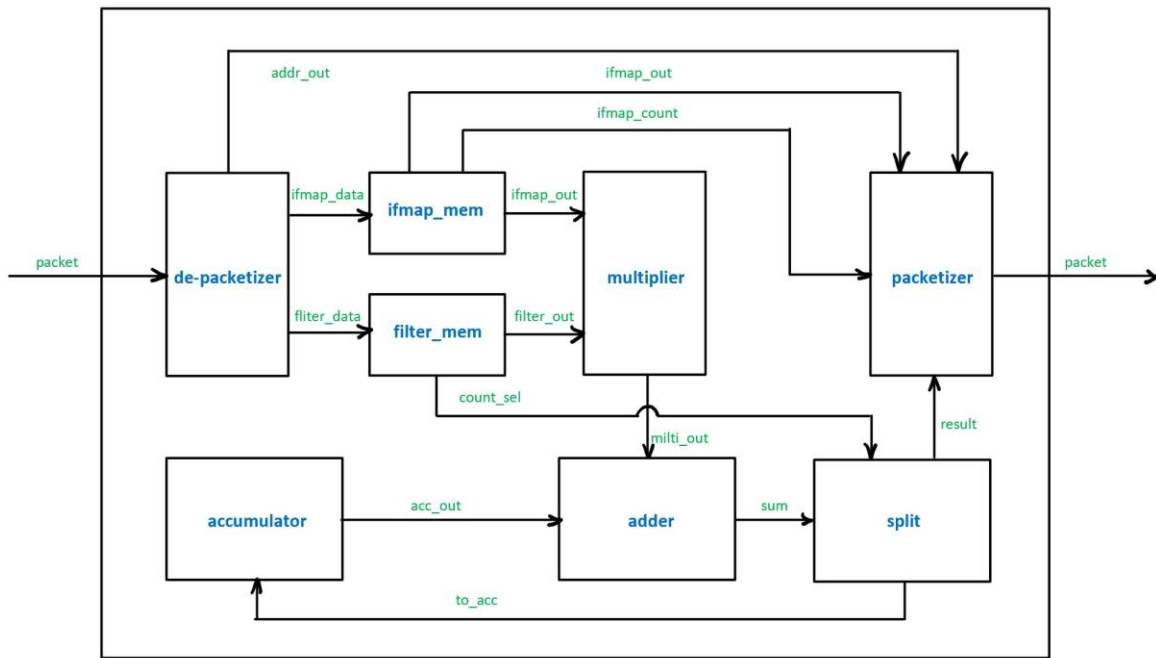 addr_out
ifmap_out
ifmap_count
ifmap_data
ifmap_mem
ifmap_out
packet
de-packetizer
multiplier
packetizer
packet
fliter_data
filter_mem
filter_out
count_sel
milti_out
result
accumulator
acc_out
adder
sum
split
to_acc